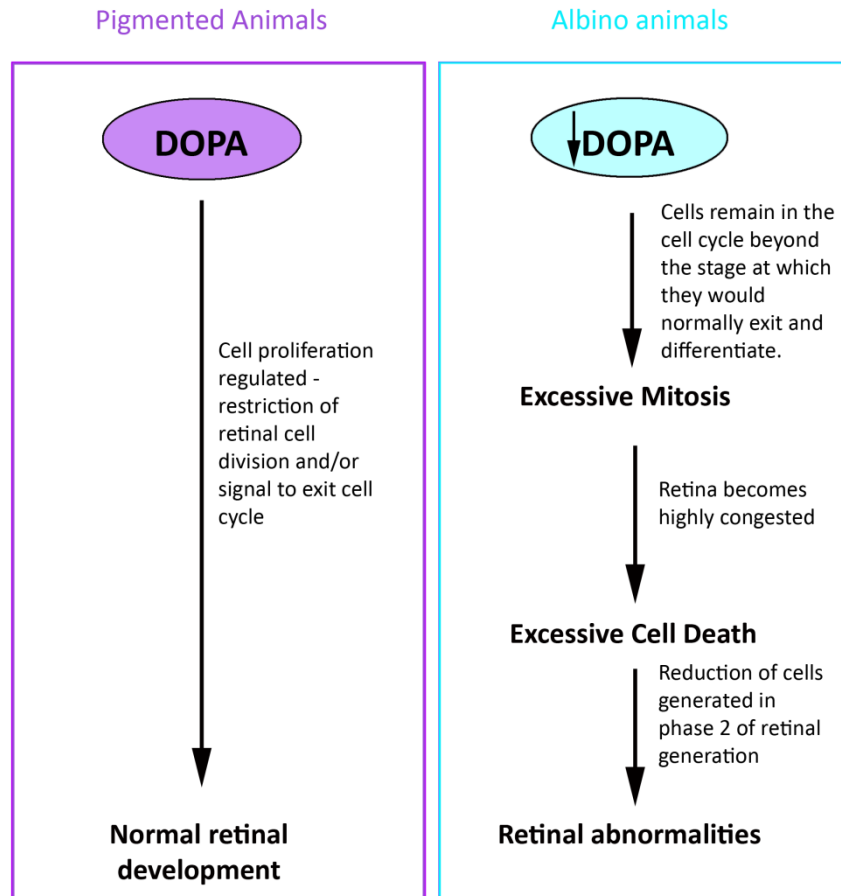 Pigmented Animals
DOPA
Cell proliferation
regulated -
restriction of
retinal cell
division and/or
signal to exit cell
cycle
Normal retinal
development
Albino animals
↓DOPA
Cells remain in the
cell cycle beyond
the stage at which
they would
normally exit and
differentiate.
Excessive Mitosis
Retina becomes
highly congested
Excessive Cell Death
Reduction of cells
generated in
phase 2 of retinal
generation
Retinal abnormalities